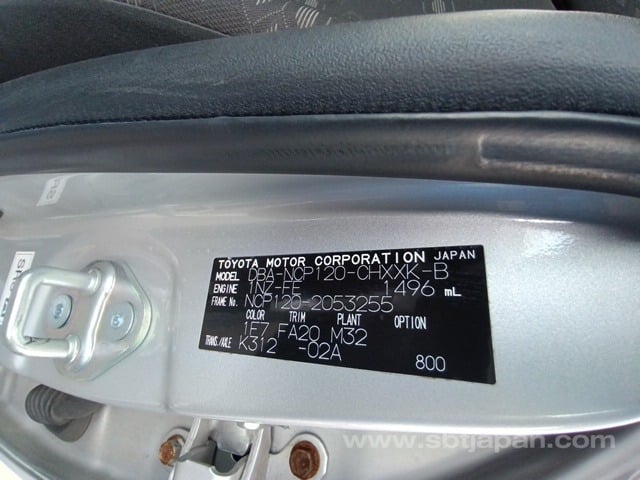 TOYOTA MOTOR CORPORATION JAPAN
MODEL DBA-NCP120-CHXXK-B
ENGINE 1NZ-FE 1496 mL
FRAME No. NCP120-2053255
COLOR TRIM PLANT OPTION
1F7 FA20 M32
TRANS./AXLE K312 -02A
800
www.sbtjapan.com